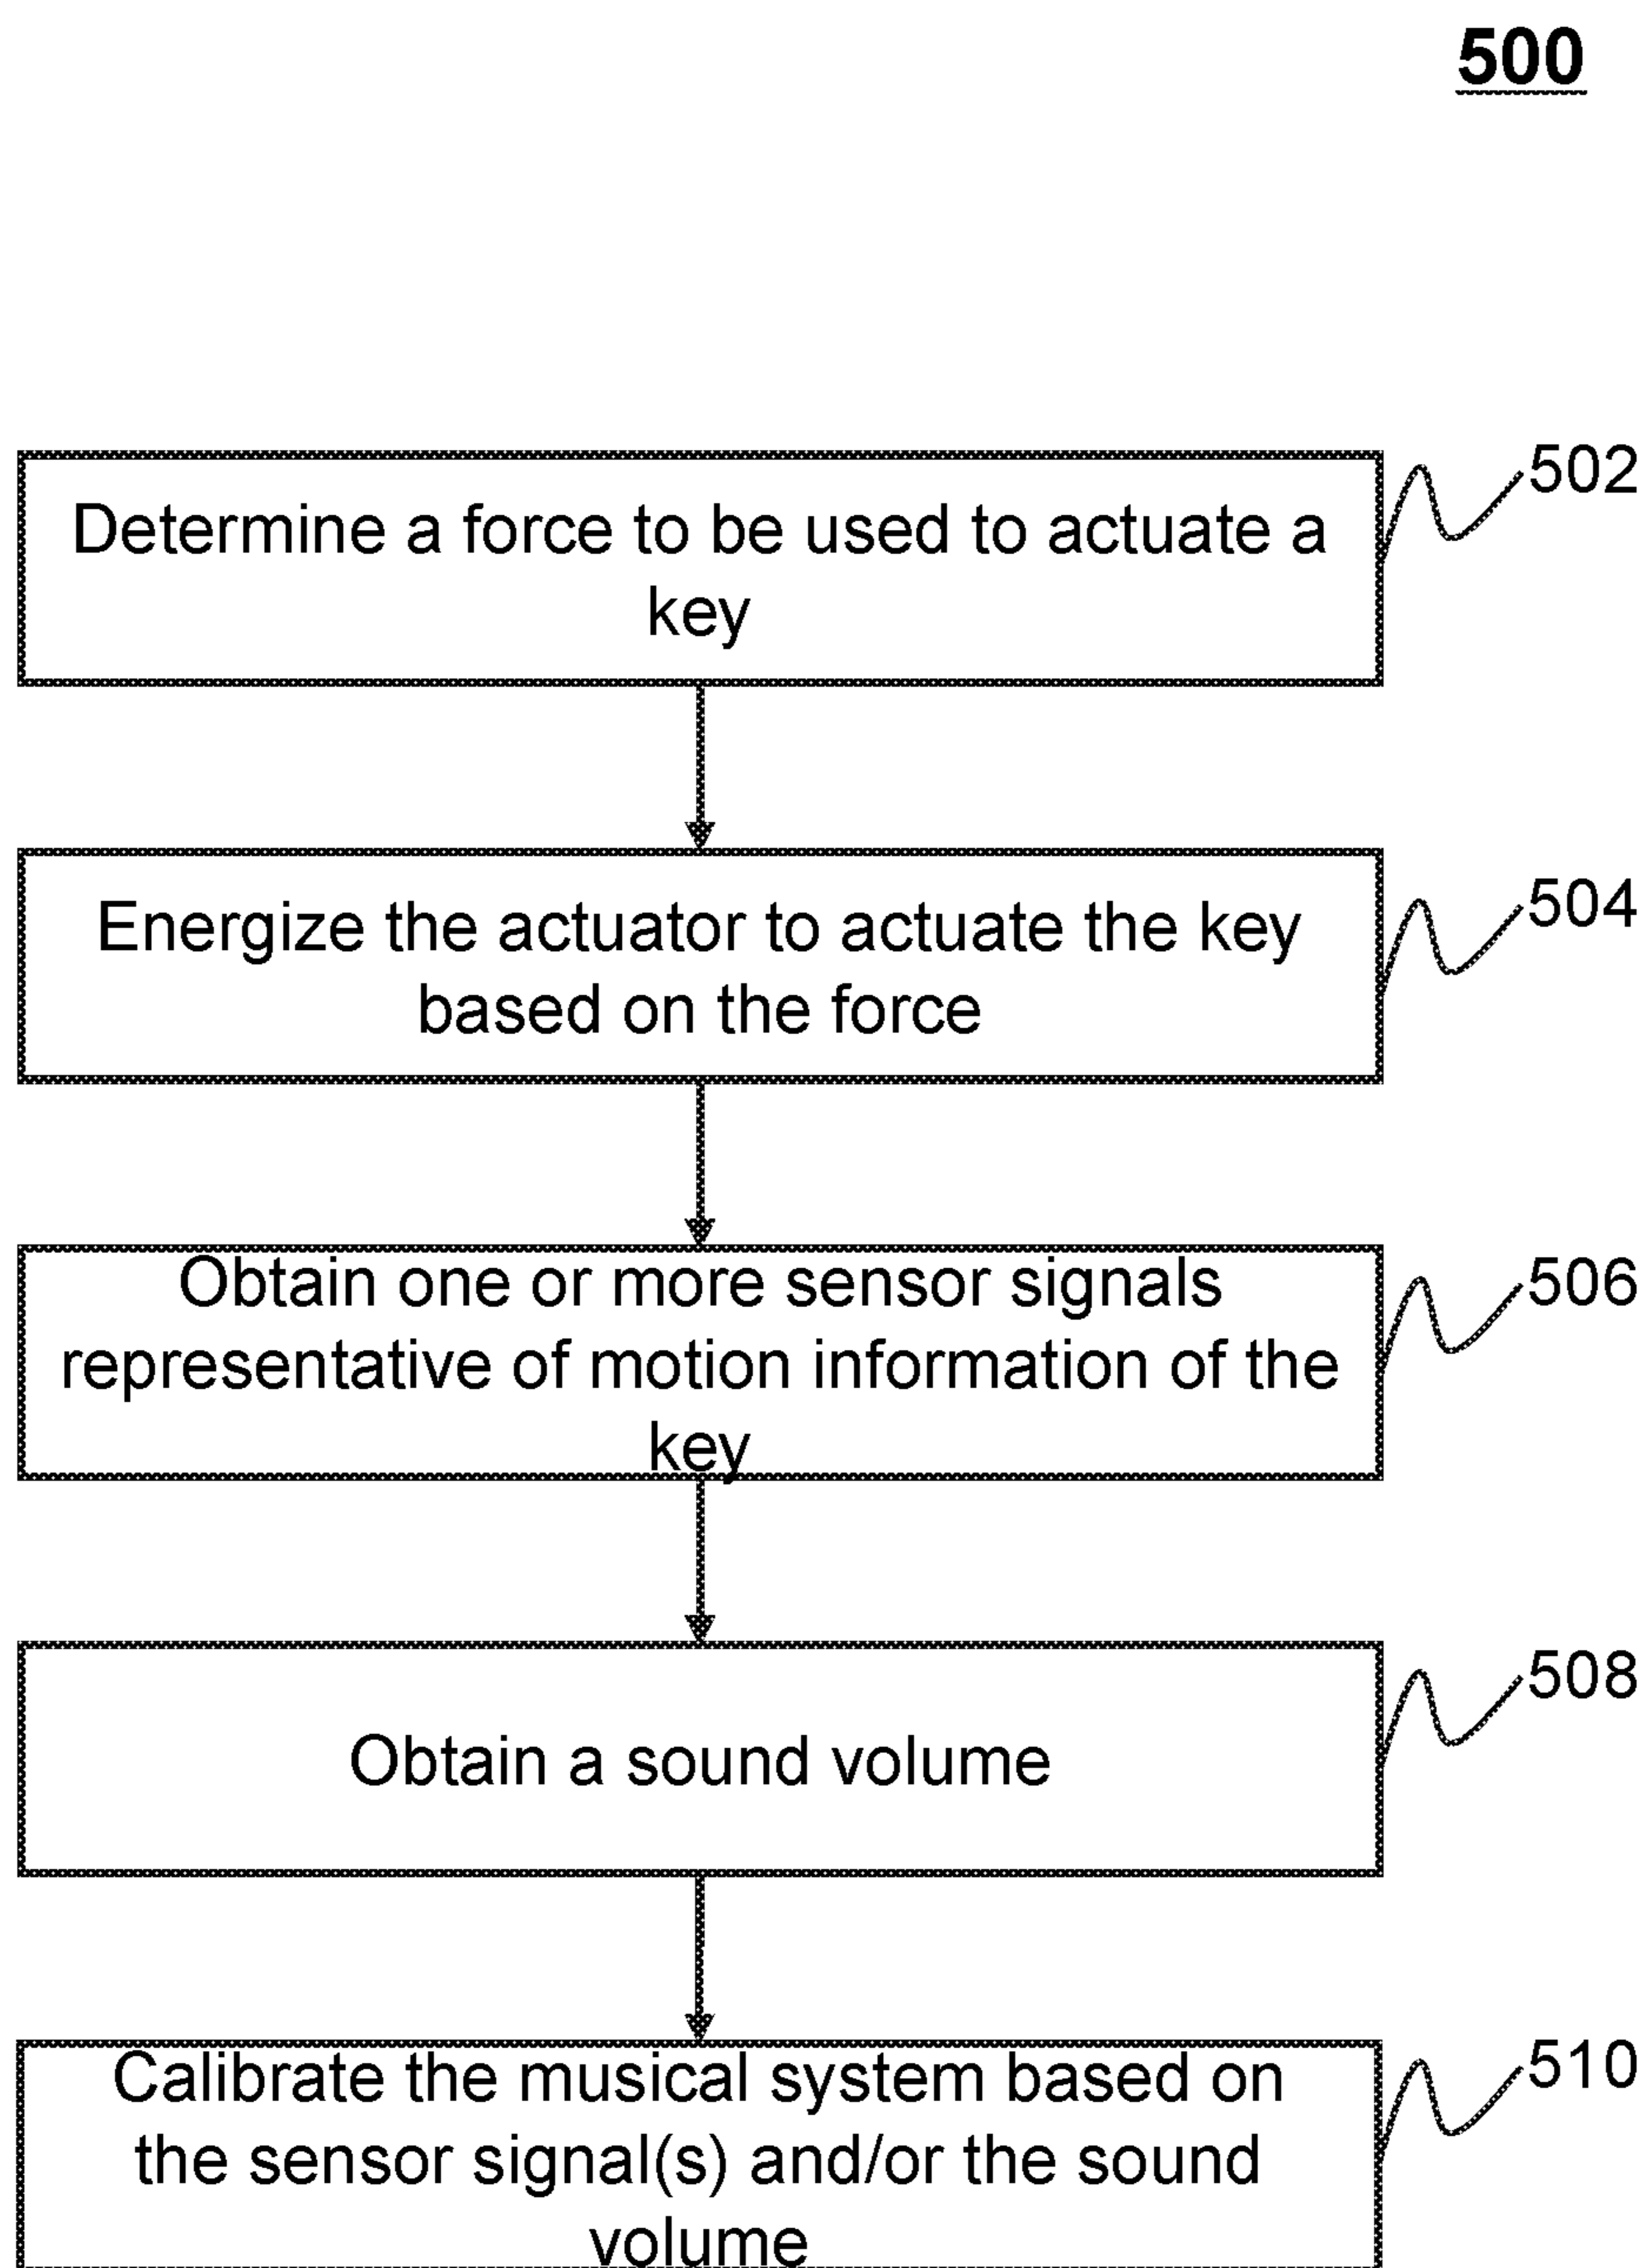 500
Determine a force to be used to actuate a
key
502
Energize the actuator to actuate the key
based on the force
504
Obtain one or more sensor signals
representative of motion information of the
key
506
Obtain a sound volume
508
Calibrate the musical system based on
the sensor signal(s) and/or the sound
volume
510